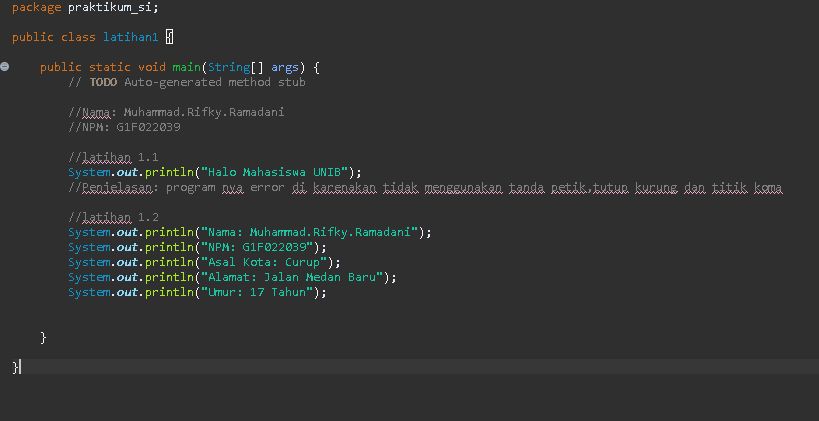 package praktikum_si;
public class latihan1 {
public static void main(String[] args) {
// TODO Auto-generated method stub
//Nama: Muhammad.Rifky.Ramadani
//NPM: G1F022039
//latihan 1.1
System.out.println("Halo Mahasiswa UNIB");
//Penjelasan: program nya error di karenakan tidak menggunakan tanda petik,tutup kurung dan titik koma
//latihan 1.2
System.out.println("Nama: Muhammad.Rifky.Ramadani");
System.out.println("NPM: G1F022039");
System.out.println("Asal Kota: Curup");
System.out.println("Alamat: Jalan Medan Baru");
System.out.println("Umur: 17 Tahun");
}
}